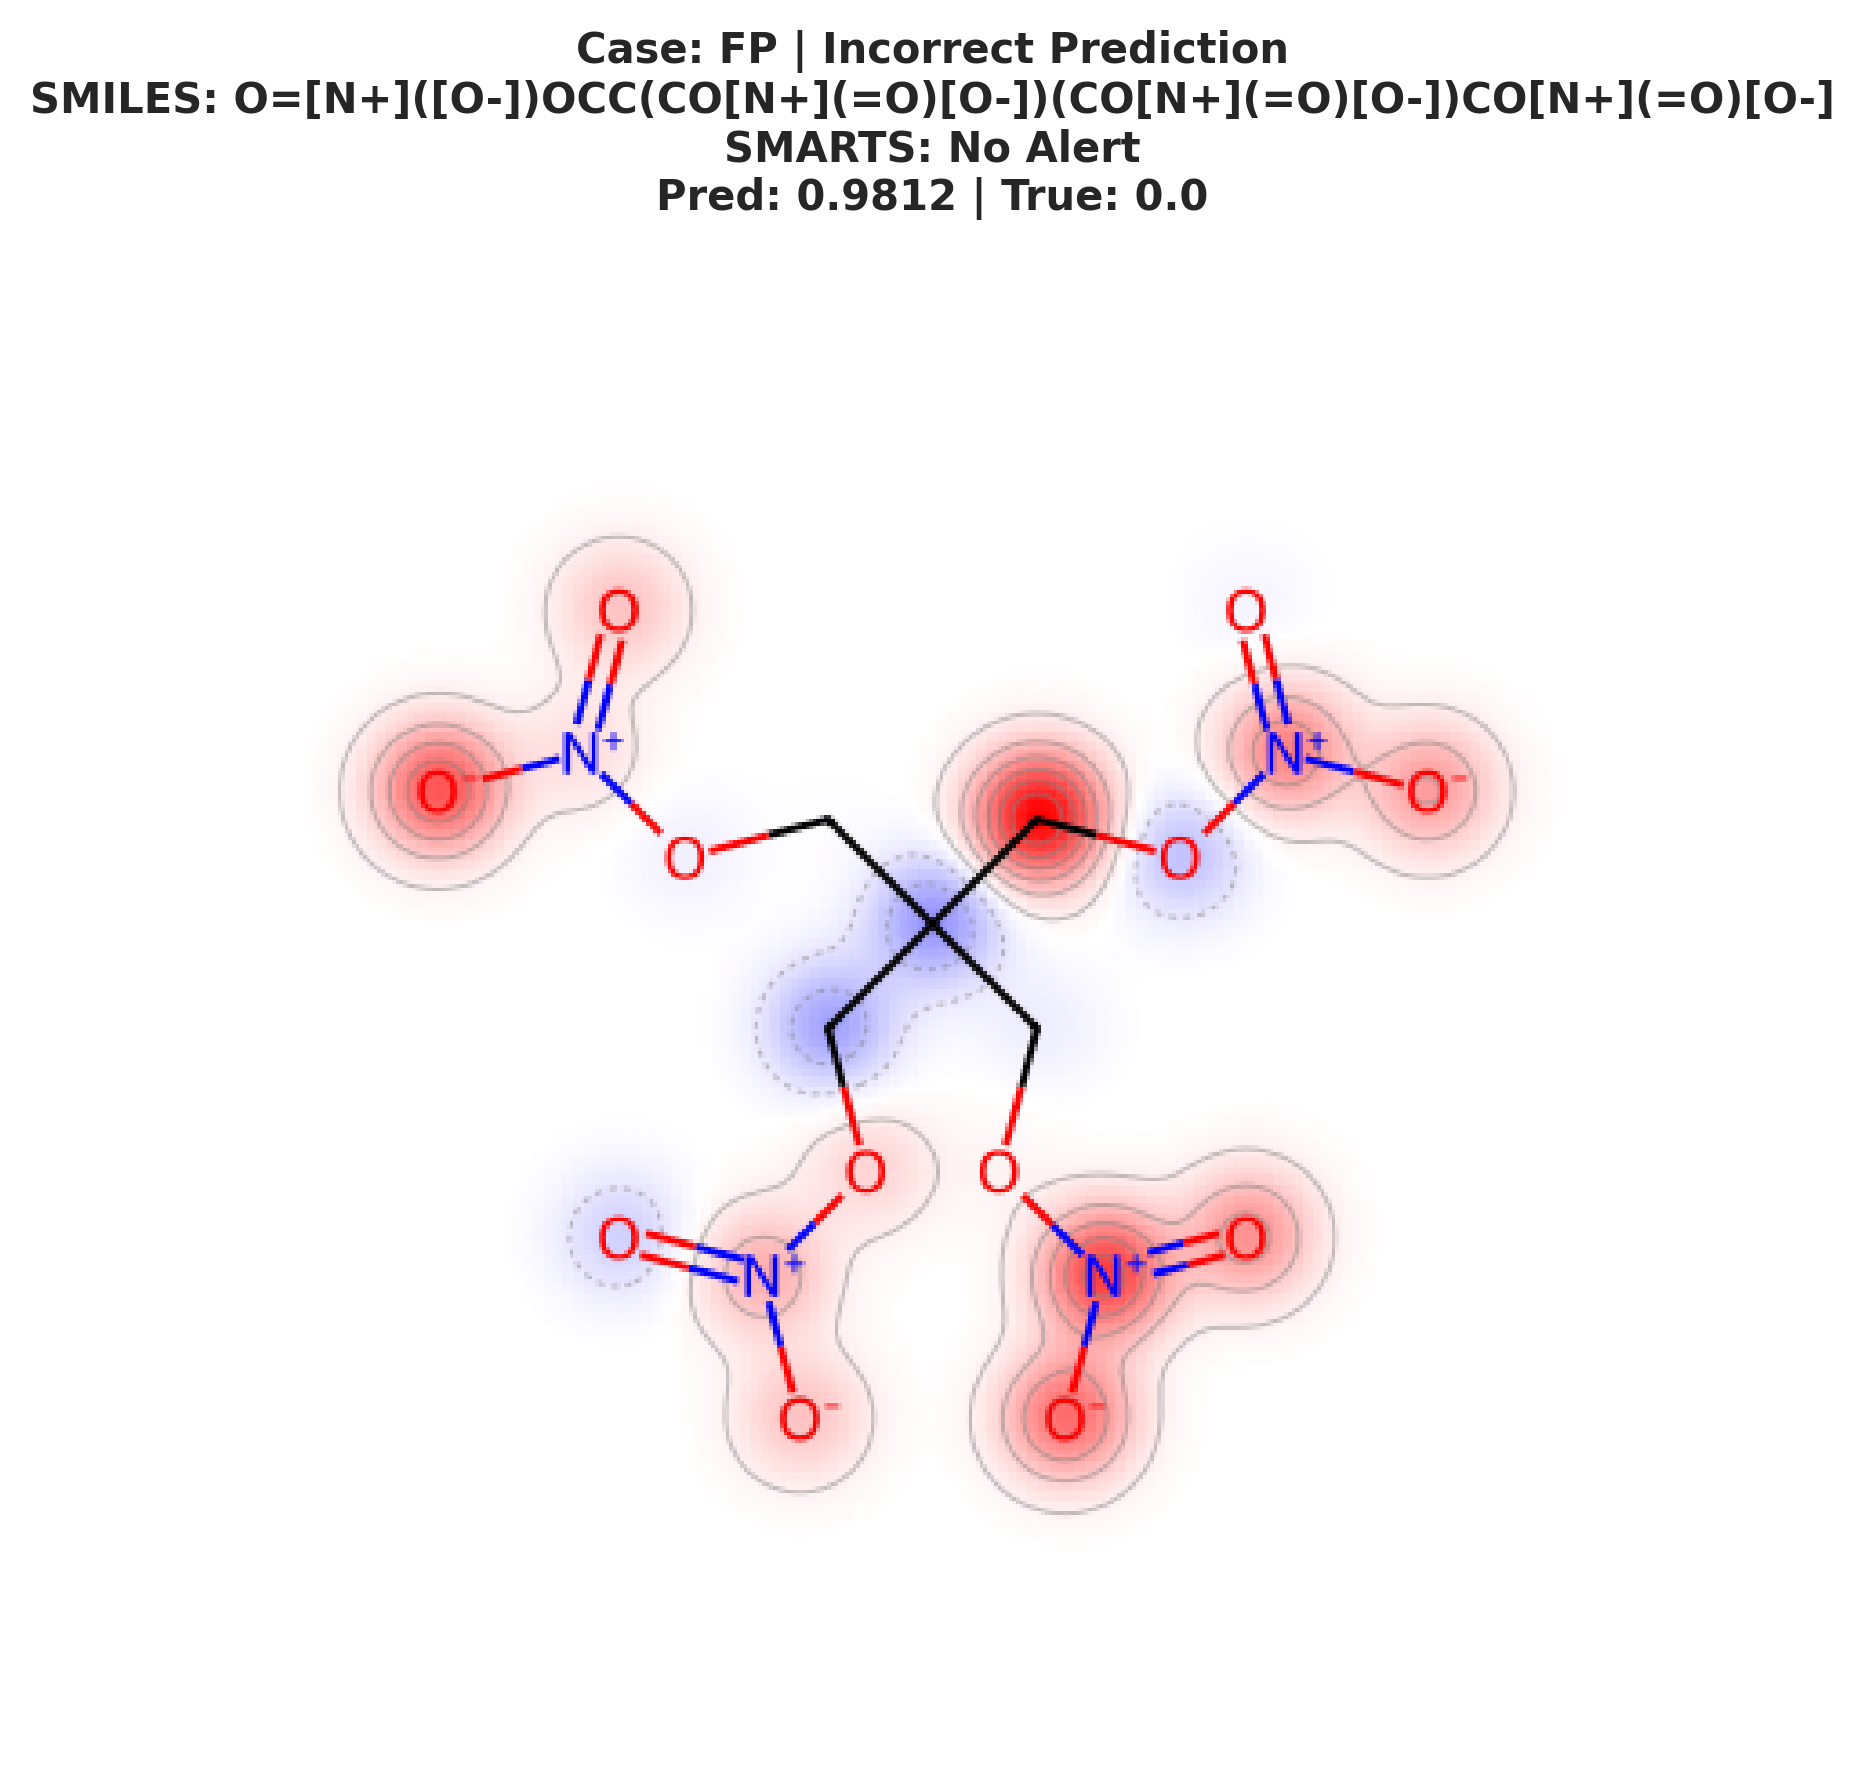 Case: FP | Incorrect Prediction
SMILES: O=[N+]([O-])OCC(CO[N+](=O)[O-])(CO[N+](=O)[O-])CO[N+](=O)[O-]
SMARTS: No Alert
Pred: 0.9812 | True: 0.0
O O
N+ N+
O- O-
O O
O O
O N+ N+ O
O- O-